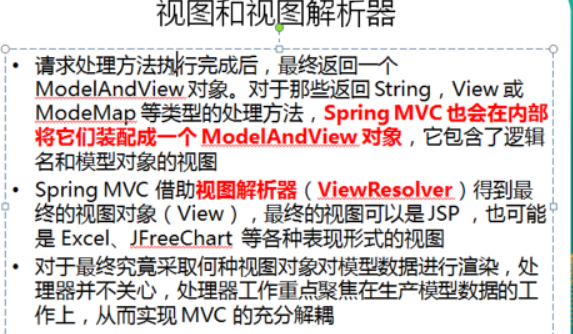 视图和视图解析器
• 请求处理方法执行完成后，最终返回一个
ModelAndView 对象。对于那些返回 String，View 或
ModeMap 等类型的处理方法，Spring MVC 也会在内部
将它们装配成一个 ModelAndView 对象，它包含了逻辑
名和模型对象的视图
• Spring MVC 借助视图解析器（ViewResolver）得到最
终的视图对象（View），最终的视图可以是 JSP ，也可能
是 Excel、JFreeChart 等各种表现形式的视图
• 对于最终究竟采取何种视图对象对模型数据进行渲染，处
理器并不关心，处理器工作重点聚焦在生产模型数据的工
作上，从而实现 MVC 的充分解耦